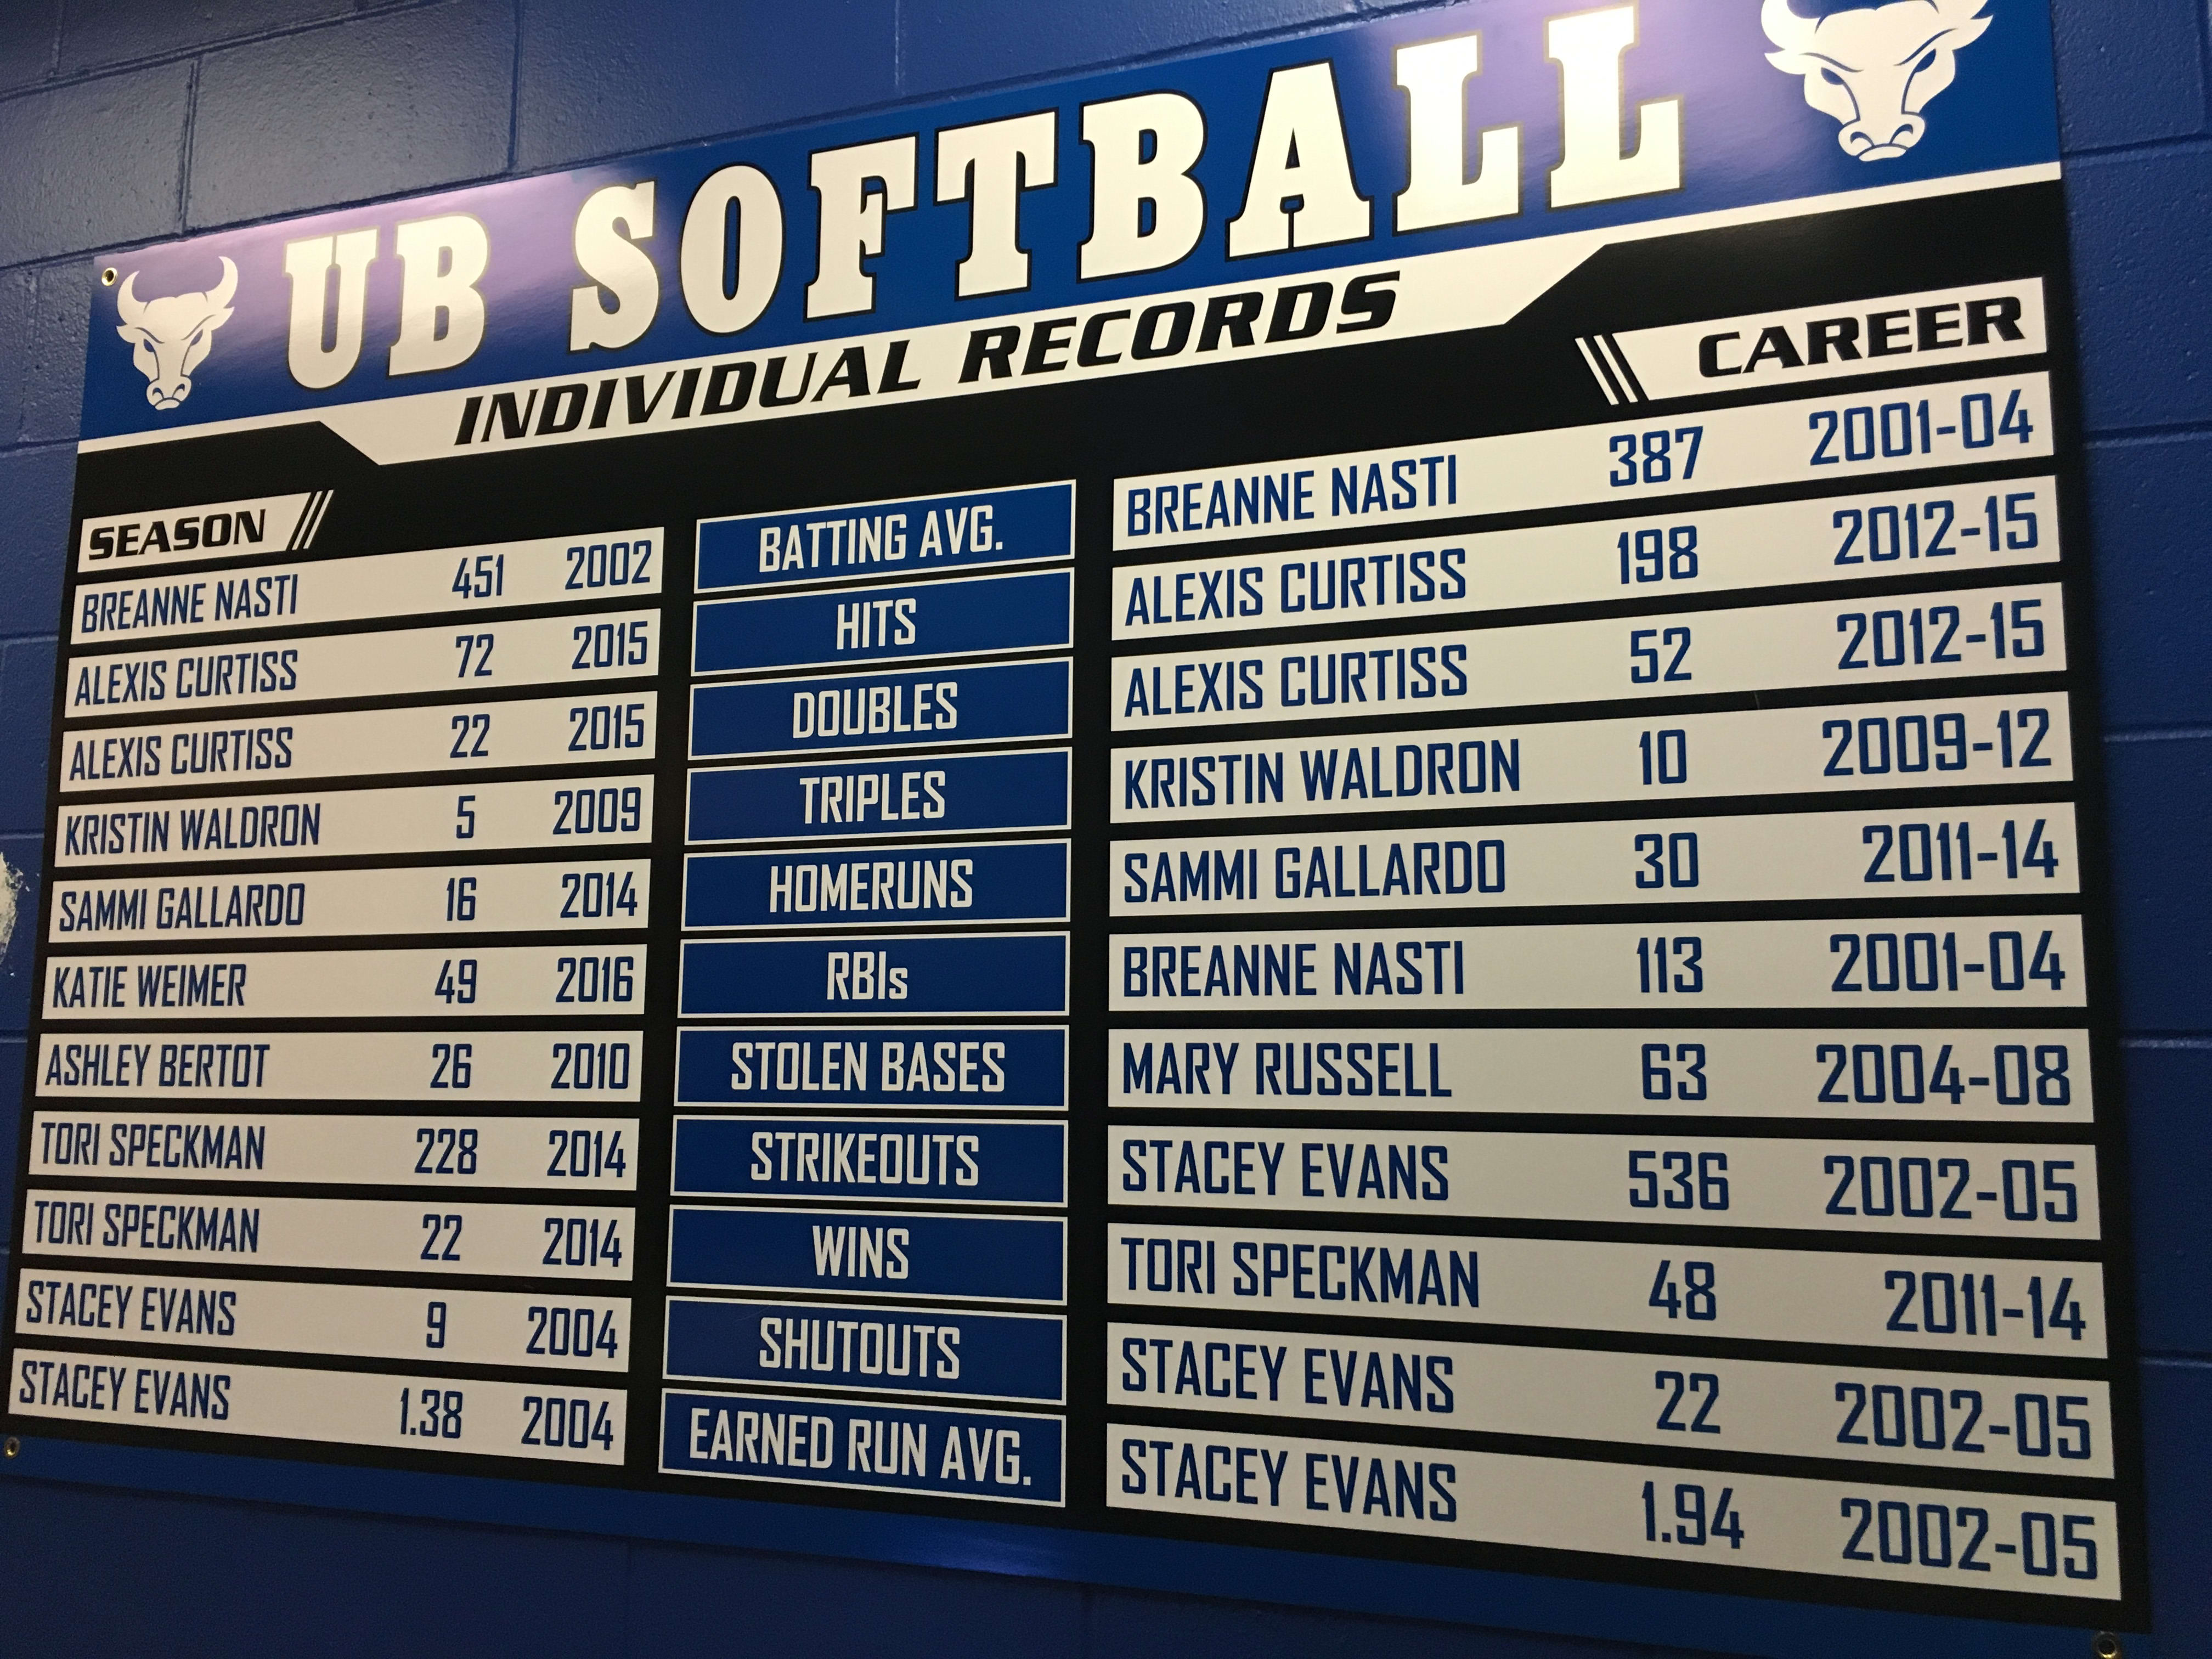 UB SOFTBALL
INDIVIDUAL RECORDS
SEASON CAREER
BREANNE NASTI 451 2002 BATTING AVG. BREANNE NASTI 387 2001-04
ALEXIS CURTISS 72 2015 HITS ALEXIS CURTISS 198 2012-15
ALEXIS CURTISS 22 2015 DOUBLES ALEXIS CURTISS 52 2012-15
KRISTIN WALDRON 5 2009 TRIPLES KRISTIN WALDRON 10 2009-12
SAMMI GALLARDO 16 2014 HOMERUNS SAMMI GALLARDO 30 2011-14
KATIE WEIMER 49 2016 RBIs BREANNE NASTI 113 2001-04
ASHLEY BERTOT 26 2010 STOLEN BASES MARY RUSSELL 63 2004-08
TORI SPECKMAN 228 2014 STRIKEOUTS STACEY EVANS 536 2002-05
TORI SPECKMAN 22 2014 WINS TORI SPECKMAN 48 2011-14
STACEY EVANS 9 2004 SHUTOUTS STACEY EVANS 22 2002-05
STACEY EVANS 1.38 2004 EARNED RUN AVG. STACEY EVANS 1.94 2002-05